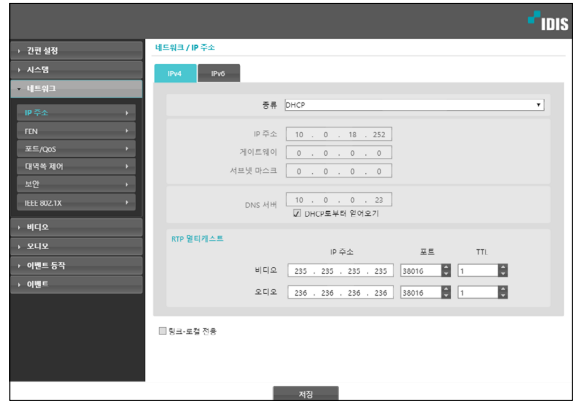 IDIS
간편 설정
시스템
네트워크
IP 주소
FEN
포트/QoS
대역폭 제어
보안
IEEE 802.1X
비디오
오디오
이벤트 동작
이벤트
네트워크 / IP 주소
IPv4 IPv6
종류 DHCP
IP 주소 10 . 0 . 18 . 252
게이트웨이 0 . 0 . 0 . 0
서브넷 마스크 0 . 0 . 0 . 0
DNS 서버 10 . 0 . 0 . 23
DHCP로부터 얻어오기
RTP 멀티캐스트
IP 주소 포트 TTL
비디오 235 . 235 . 235 . 235 38016 1
오디오 236 . 236 . 236 . 236 38016 1
링크-로컬 전용
저장